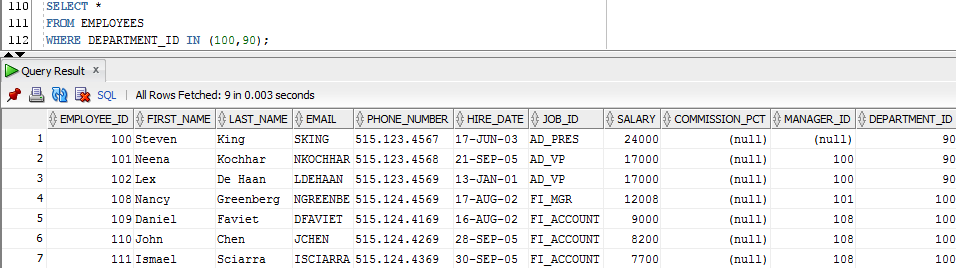 110 SELECT *
111 FROM EMPLOYEES
112 WHERE DEPARTMENT_ID IN (100,90);
Query Result x
SQL | All Rows Fetched: 9 in 0.003 seconds
EMPLOYEE_ID FIRST_NAME LAST_NAME EMAIL PHONE_NUMBER HIRE_DATE JOB_ID SALARY COMMISSION_PCT MANAGER_ID DEPARTMENT_ID
1 100 Steven King SKING 515.123.4567 17-JUN-03 AD_PRES 24000 (null) (null) 90
2 101 Neena Kochhar NKOCHHAR 515.123.4568 21-SEP-05 AD_VP 17000 (null) 100 90
3 102 Lex De Haan LDEHAAN 515.123.4569 13-JAN-01 AD_VP 17000 (null) 100 90
4 108 Nancy Greenberg NGREENBE 515.124.4569 17-AUG-02 FI_MGR 12008 (null) 101 100
5 109 Daniel Faviet DFAVIET 515.124.4169 16-AUG-02 FI_ACCOUNT 9000 (null) 108 100
6 110 John Chen JCHEN 515.124.4269 28-SEP-05 FI_ACCOUNT 8200 (null) 108 100
7 111 Ismael Sciarra ISCIARRA 515.124.4369 30-SEP-05 FI_ACCOUNT 7700 (null) 108 100